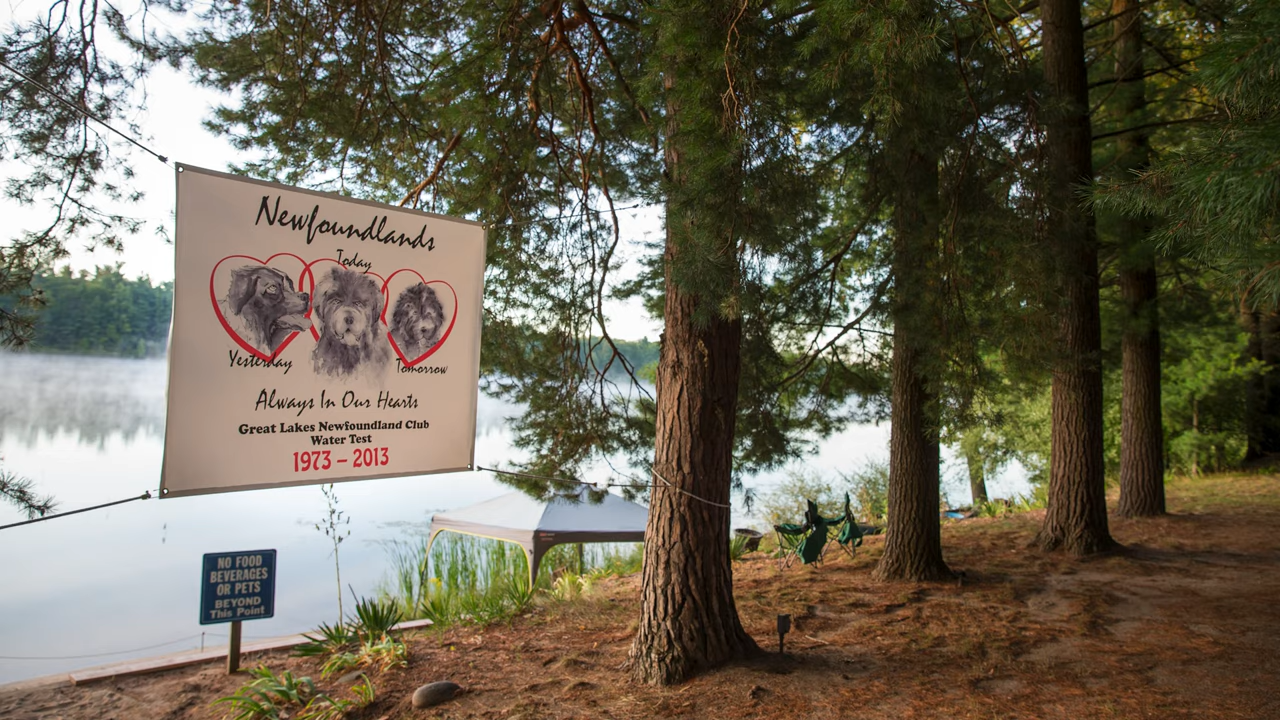 Newfoundlands
Today
Yesterday
Tomorrow
Always In Our Hearts
Great Lakes Newfoundland Club
Water Test
1973 – 2013
NO FOOD
BEVERAGES
OR PETS
BEYOND
This Point